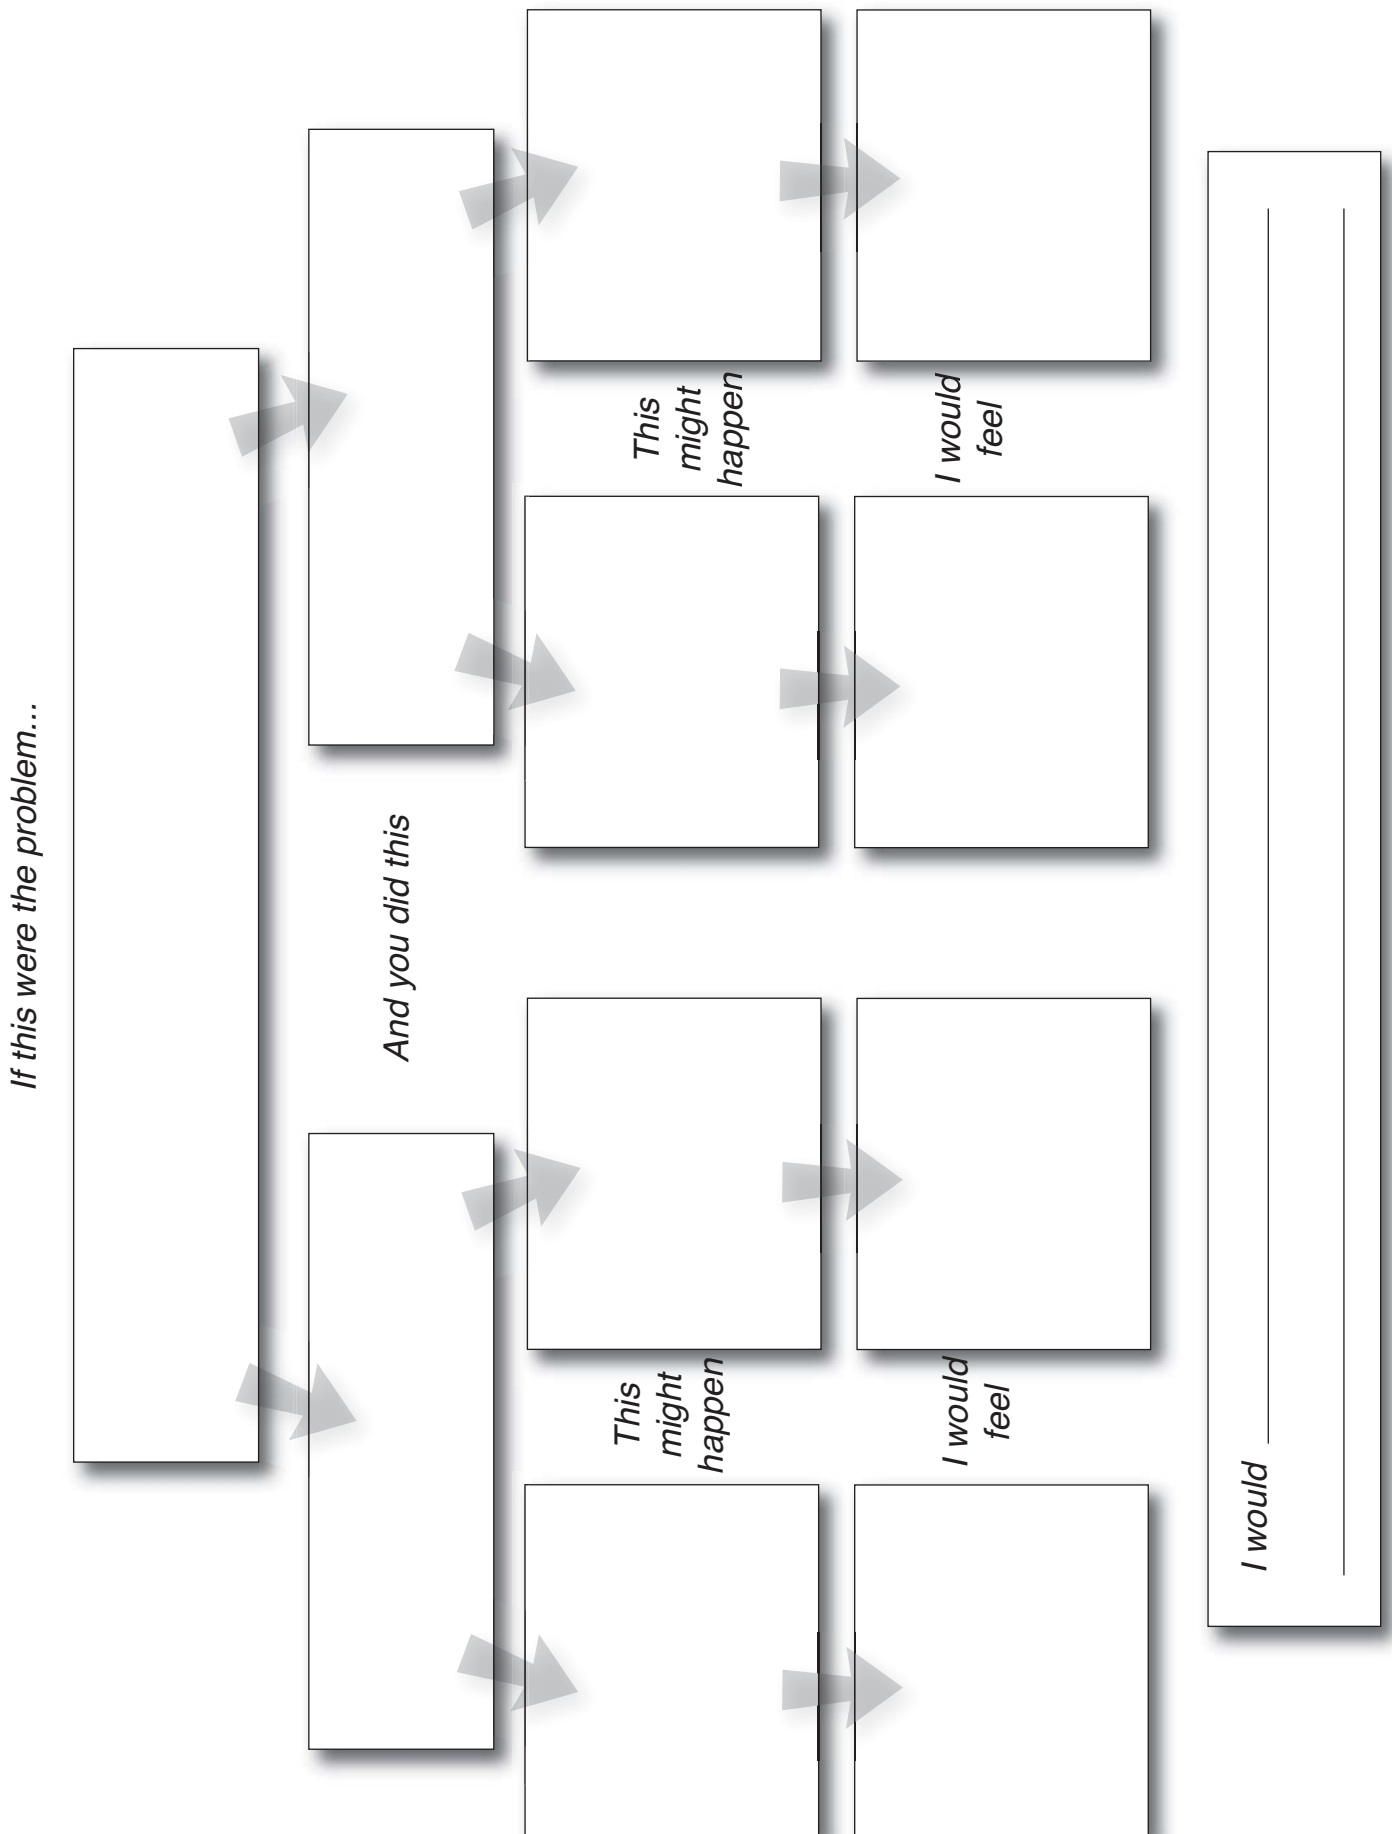 If this were the problem...
And you did this
This
might
happen
This
might
happen
I would
feel
I would
feel
I would